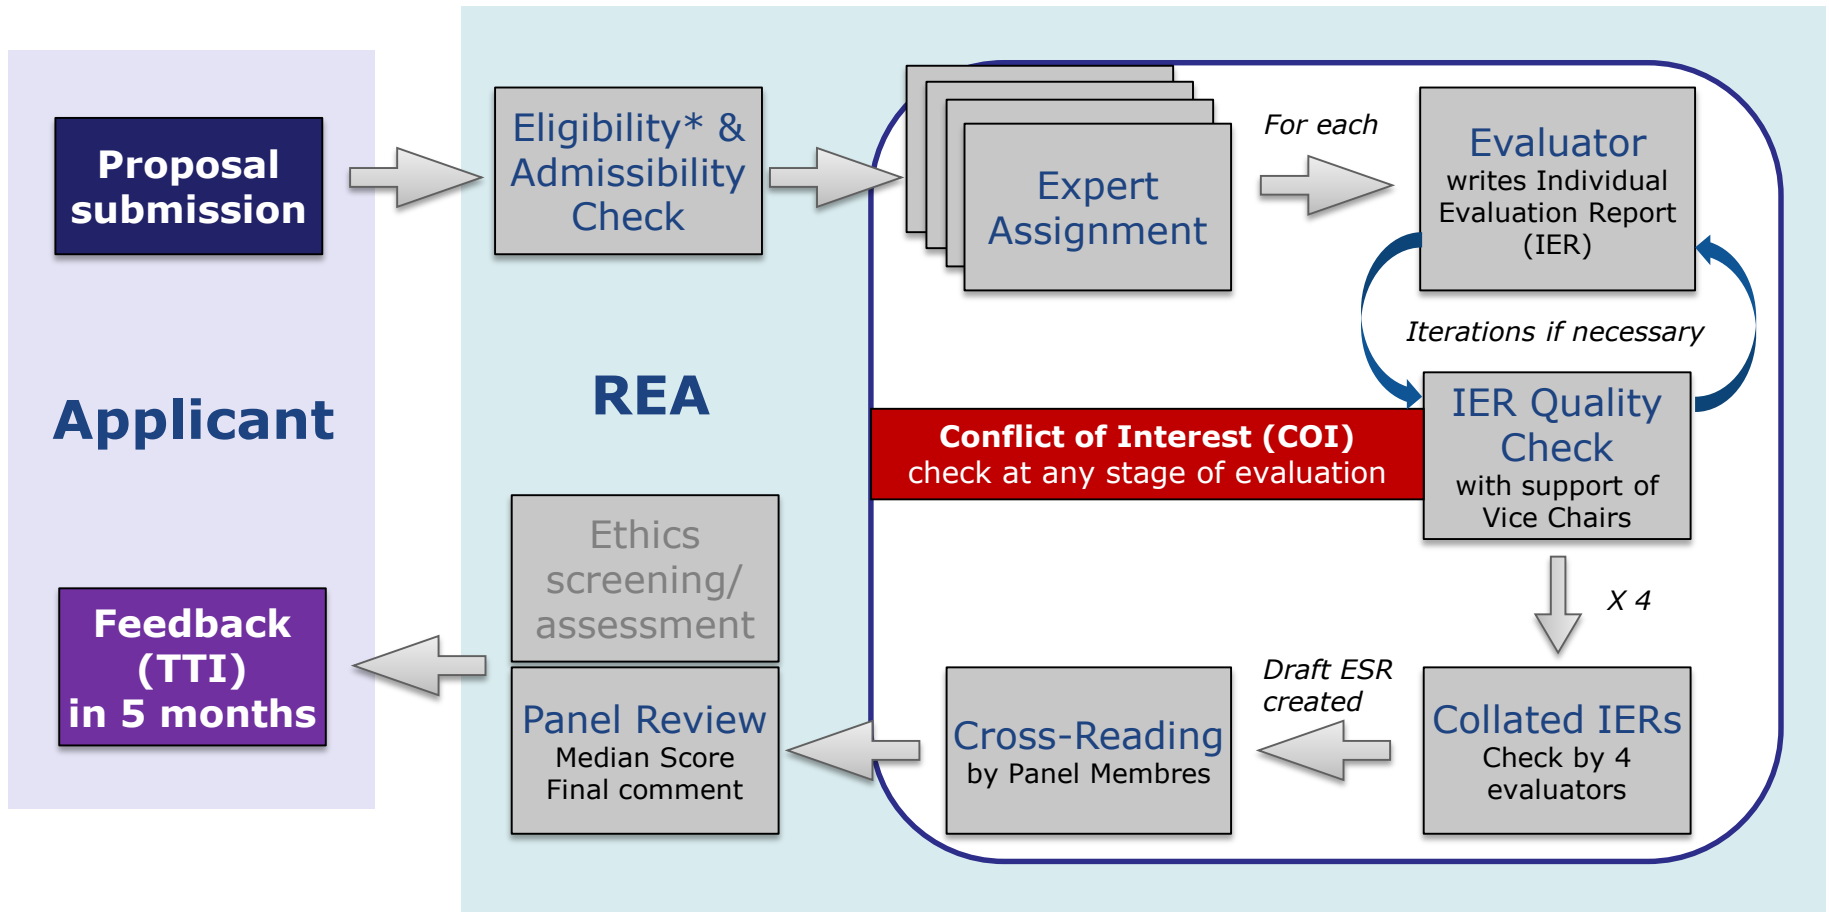 Proposal
submission
Eligibility* &
Admissibility
Check
Expert
Assignment
For each
Evaluator
writes Individual
Evaluation Report
(IER)
Iterations if necessary
Applicant
REA
Conflict of Interest (COI)
check at any stage of evaluation
IER Quality
Check
with support of
Vice Chairs
X 4
Collated IERs
Check by 4
evaluators
Draft ESR
created
Cross-Reading
by Panel Membres
Ethics
screening/
assessment
Panel Review
Median Score
Final comment
Feedback
(TTI)
in 5 months